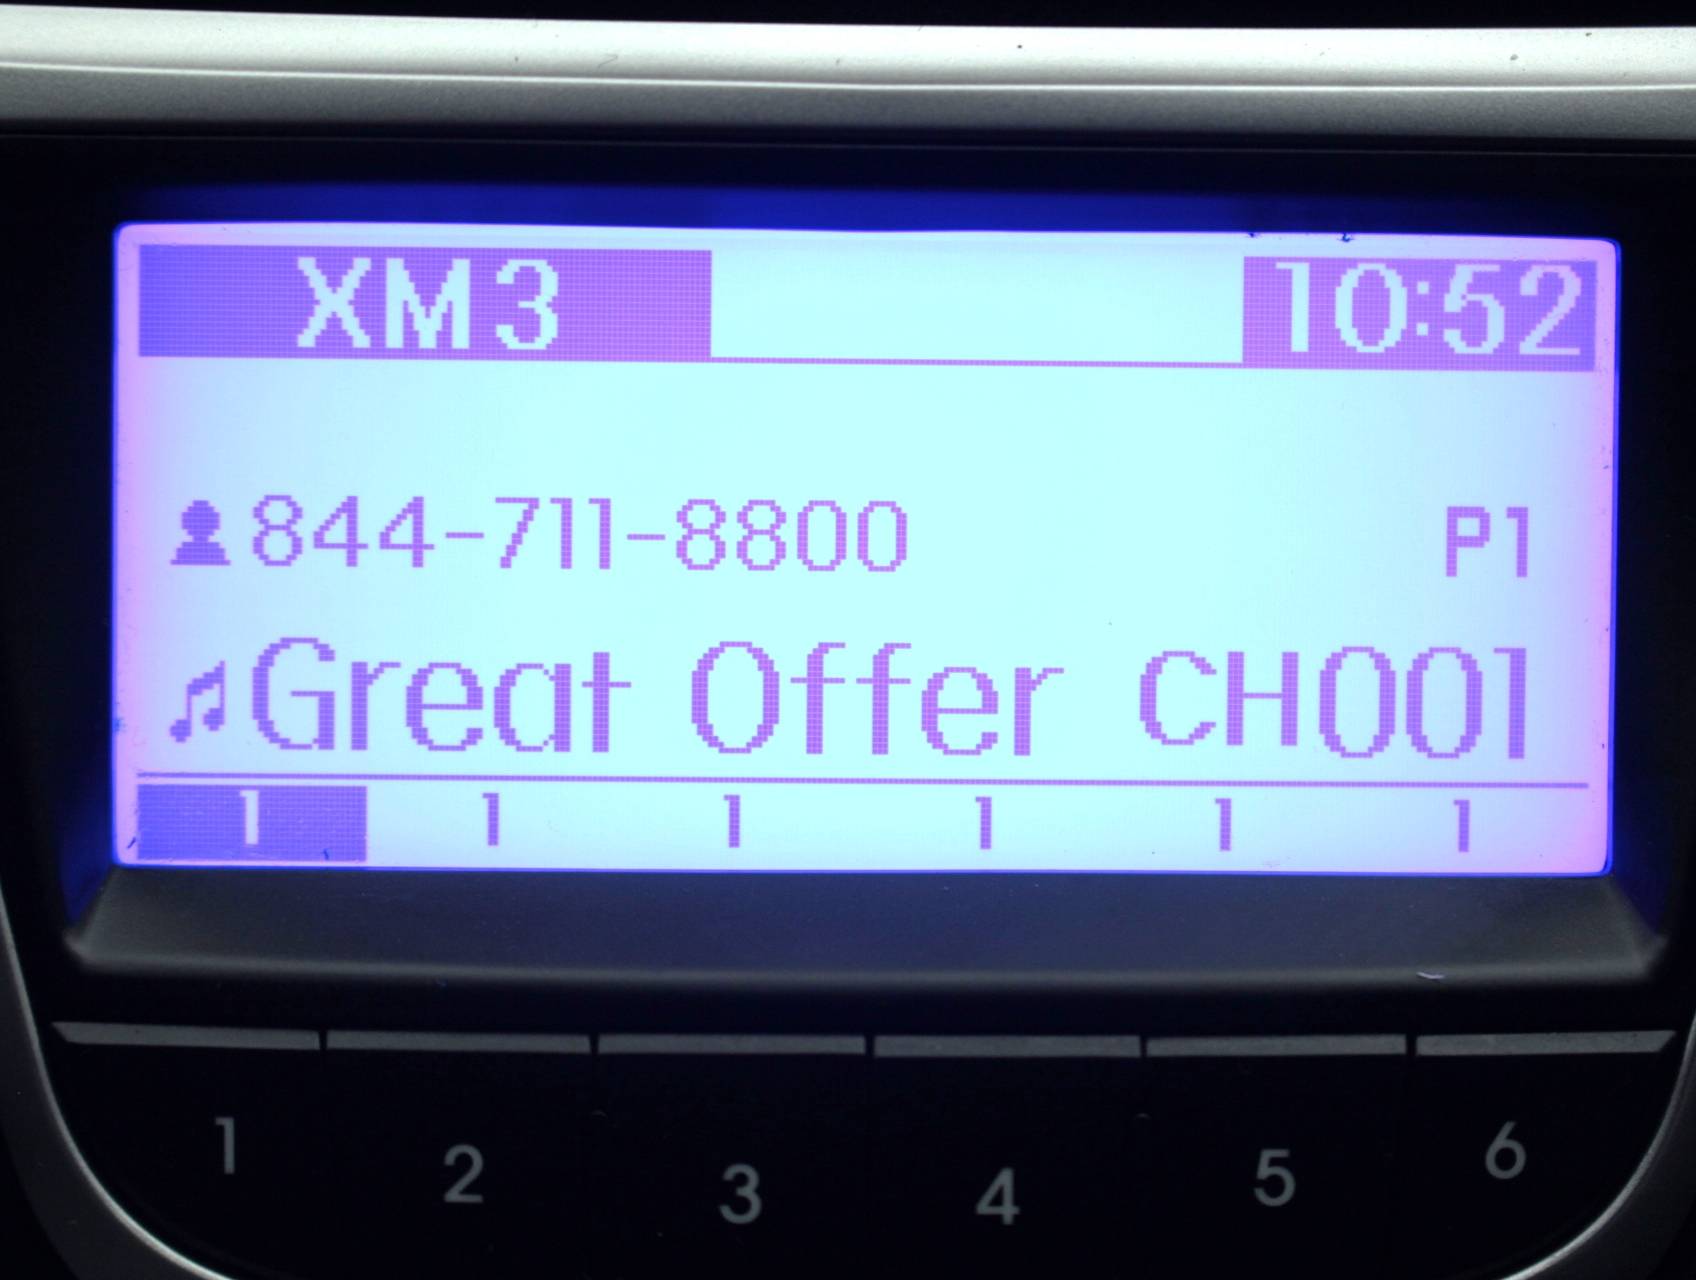 XM3 10:52
844-711-8800 P1
Great Offer CH001
1 1 1 1 1 1
1 2 3 4 5 6